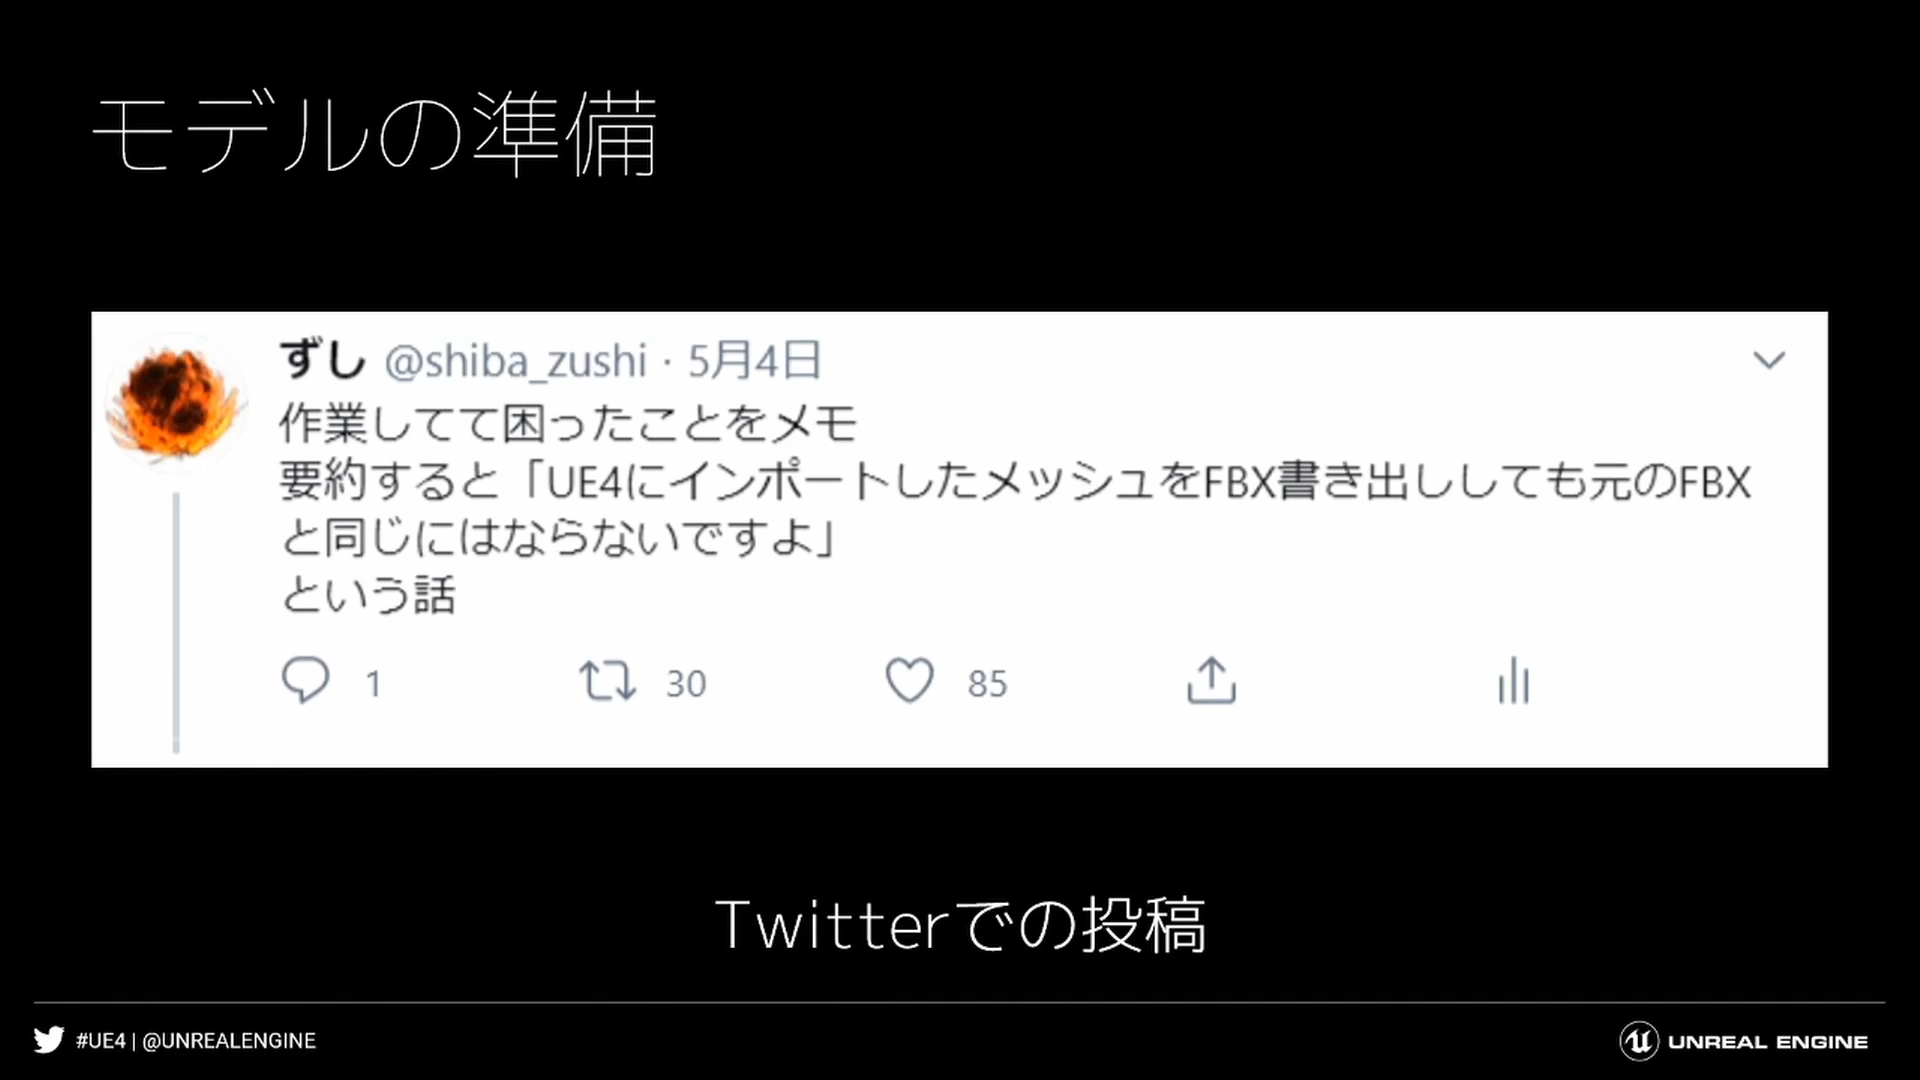 モデルの準備
ずし @shiba_zushi · 5月4日
作業してて困ったことをメモ
要約すると「UE4にインポートしたメッシュをFBX書き出ししても元のFBX
と同じにはならないですよ」
という話
1 30 85
Twitterでの投稿
#UE4 | @UNREALENGINE
UNREAL ENGINE